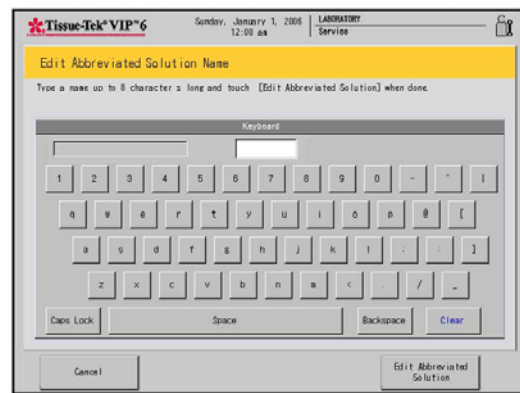 Tissue-Tek® VIP™6
Sunday, January 1, 2006
12:00 am
LABORATORY
Service
Edit Abbreviated Solution Name
Type a name up to 8 character s long and touch [Edit Abbreviated Solution] when done.
Keyboard
1 2 3 4 5 6 7 8 9 0 - ^ |
q w e r t y u i o p @ [
a s d f g h j k l ; : ]
z x c v b n m < . / _
Caps Lock Space Backspace Clear
Cancel
Edit Abbreviated
Solution